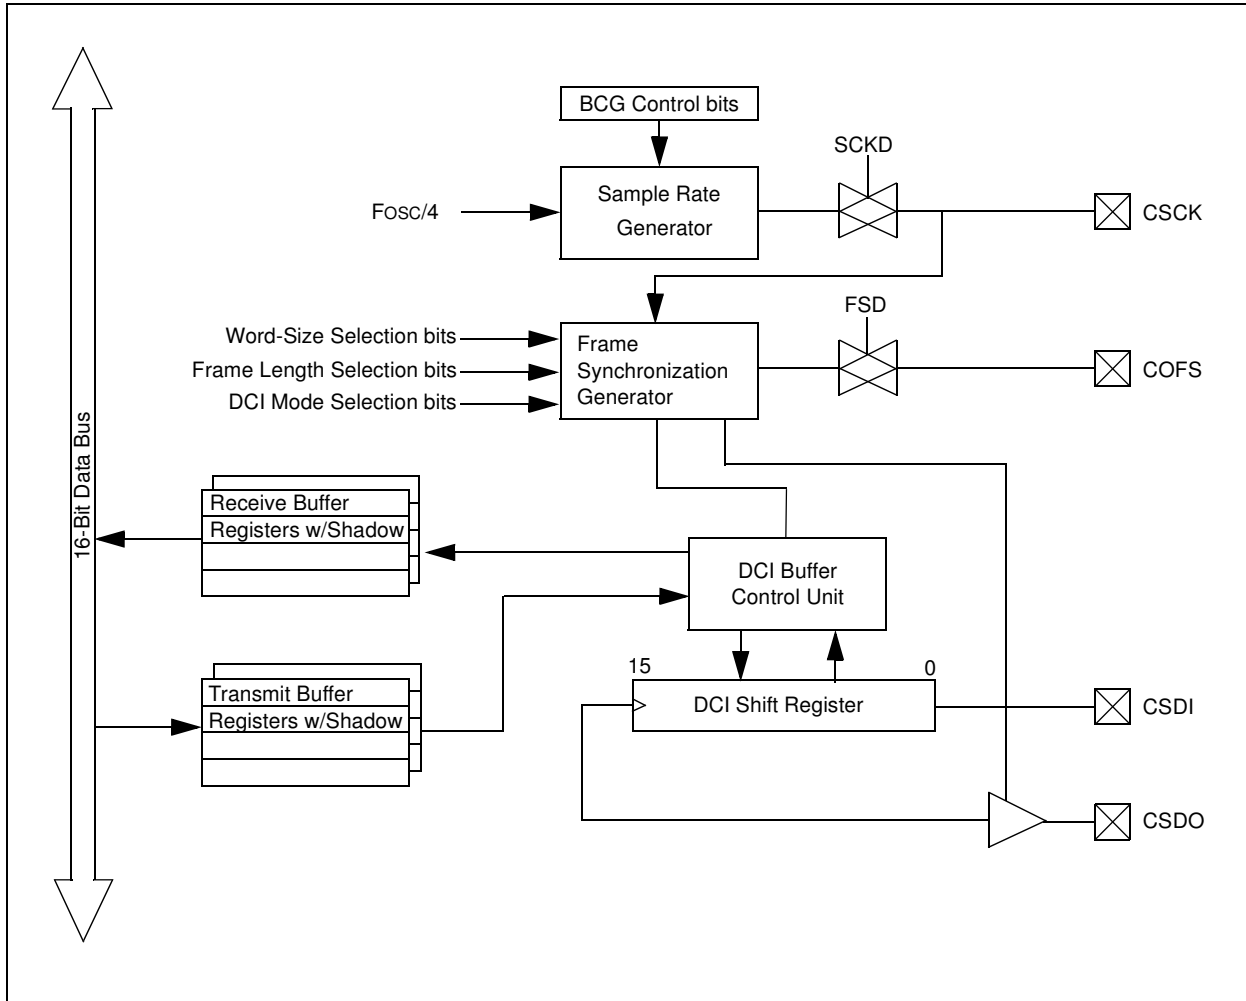 BCG Control bits
SCKD
Sample Rate
Generator
FOSC/4
CSCK
FSD
Word-Size Selection bits
Frame Length Selection bits
DCI Mode Selection bits
Frame
Synchronization
Generator
COFS
16-Bit Data Bus
Receive Buffer
Registers w/Shadow
DCI Buffer
Control Unit
Transmit Buffer
Registers w/Shadow
15
0
DCI Shift Register
CSDI
CSDO